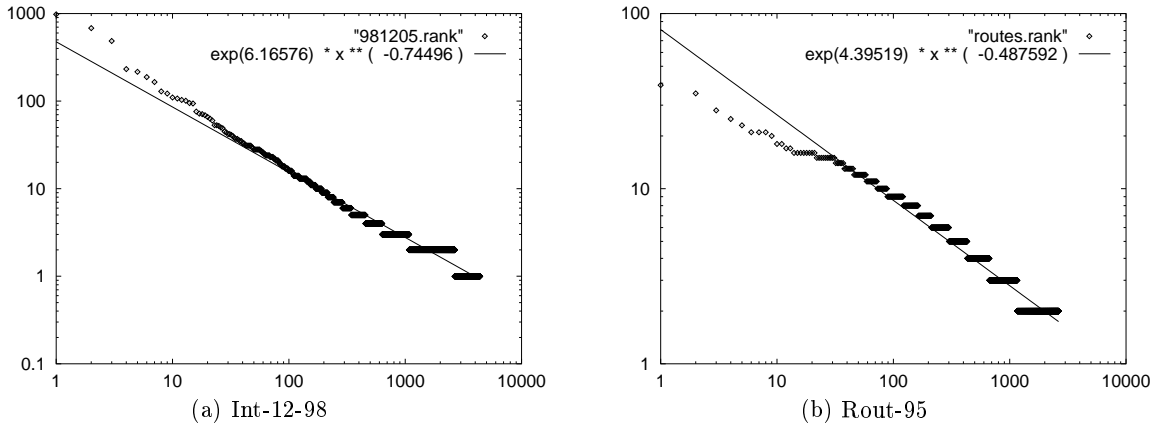 1000
100
10
1
0.1
1 10 100 1000 10000
"981205.rank"
exp(6.16576) * x ** ( -0.74496)
(a) Int-12-98
100
10
1
1 10 100 1000 10000
"routes.rank"
exp(4.39519) * x ** ( -0.487592)
(b) Rout-95